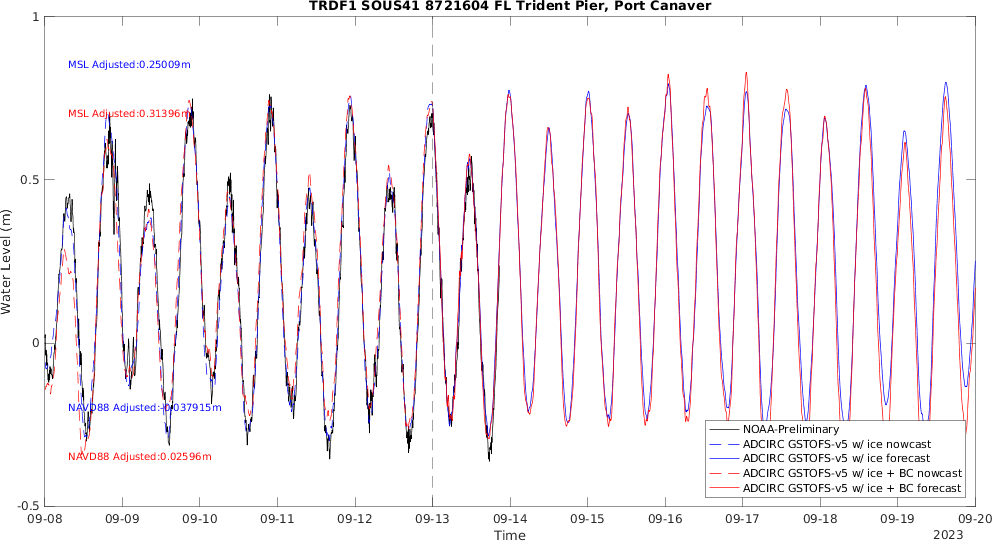 TRDF1 SOUS41 8721604 FL Trident Pier, Port Canaver
Water Level (m)
1
0.5
0
-0.5
MSL Adjusted:0.25009m
MSL Adjusted:0.31396m
NAVD88 Adjusted:-0.037915m
NAVD88 Adjusted:0.02596m
NOAA-Preliminary
ADCIRC GSTOFS-v5 w/ ice nowcast
ADCIRC GSTOFS-v5 w/ ice forecast
ADCIRC GSTOFS-v5 w/ ice + BC nowcast
ADCIRC GSTOFS-v5 w/ ice + BC forecast
09-08 09-09 09-10 09-11 09-12 09-13 09-14 09-15 09-16 09-17 09-18 09-19 09-20
Time
2023